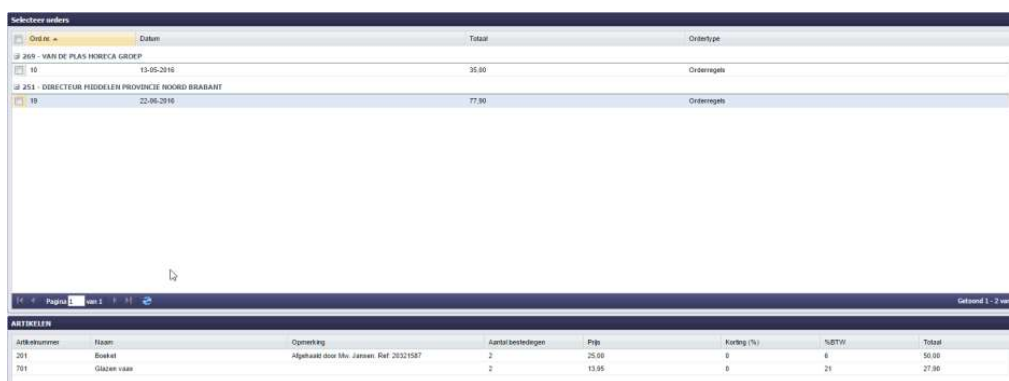 Selecteer orders
Ord.nr. Datum Totaal Ordertype
269 - VAN DE PLAS HORECA GROEP
10 13-05-2016 35,00 Orderregels
251 - DIRECTEUR MIDDELEN PROVINCIE NOORD BRABANT
19 22-06-2016 77,90 Orderregels
Pagina 1 van 1 Getoond 1 - 2 van
ARTIKELEN
Artikelnummer Naam Opmerking Aantal bestedingen Prijs Korting (%) %BTW Totaal
201 Boeket Afgehaald door Mw. Jansen. Ref: 20321587 2 25,00 0 6 50,00
701 Glazen vaas 2 13,95 0 21 27,90